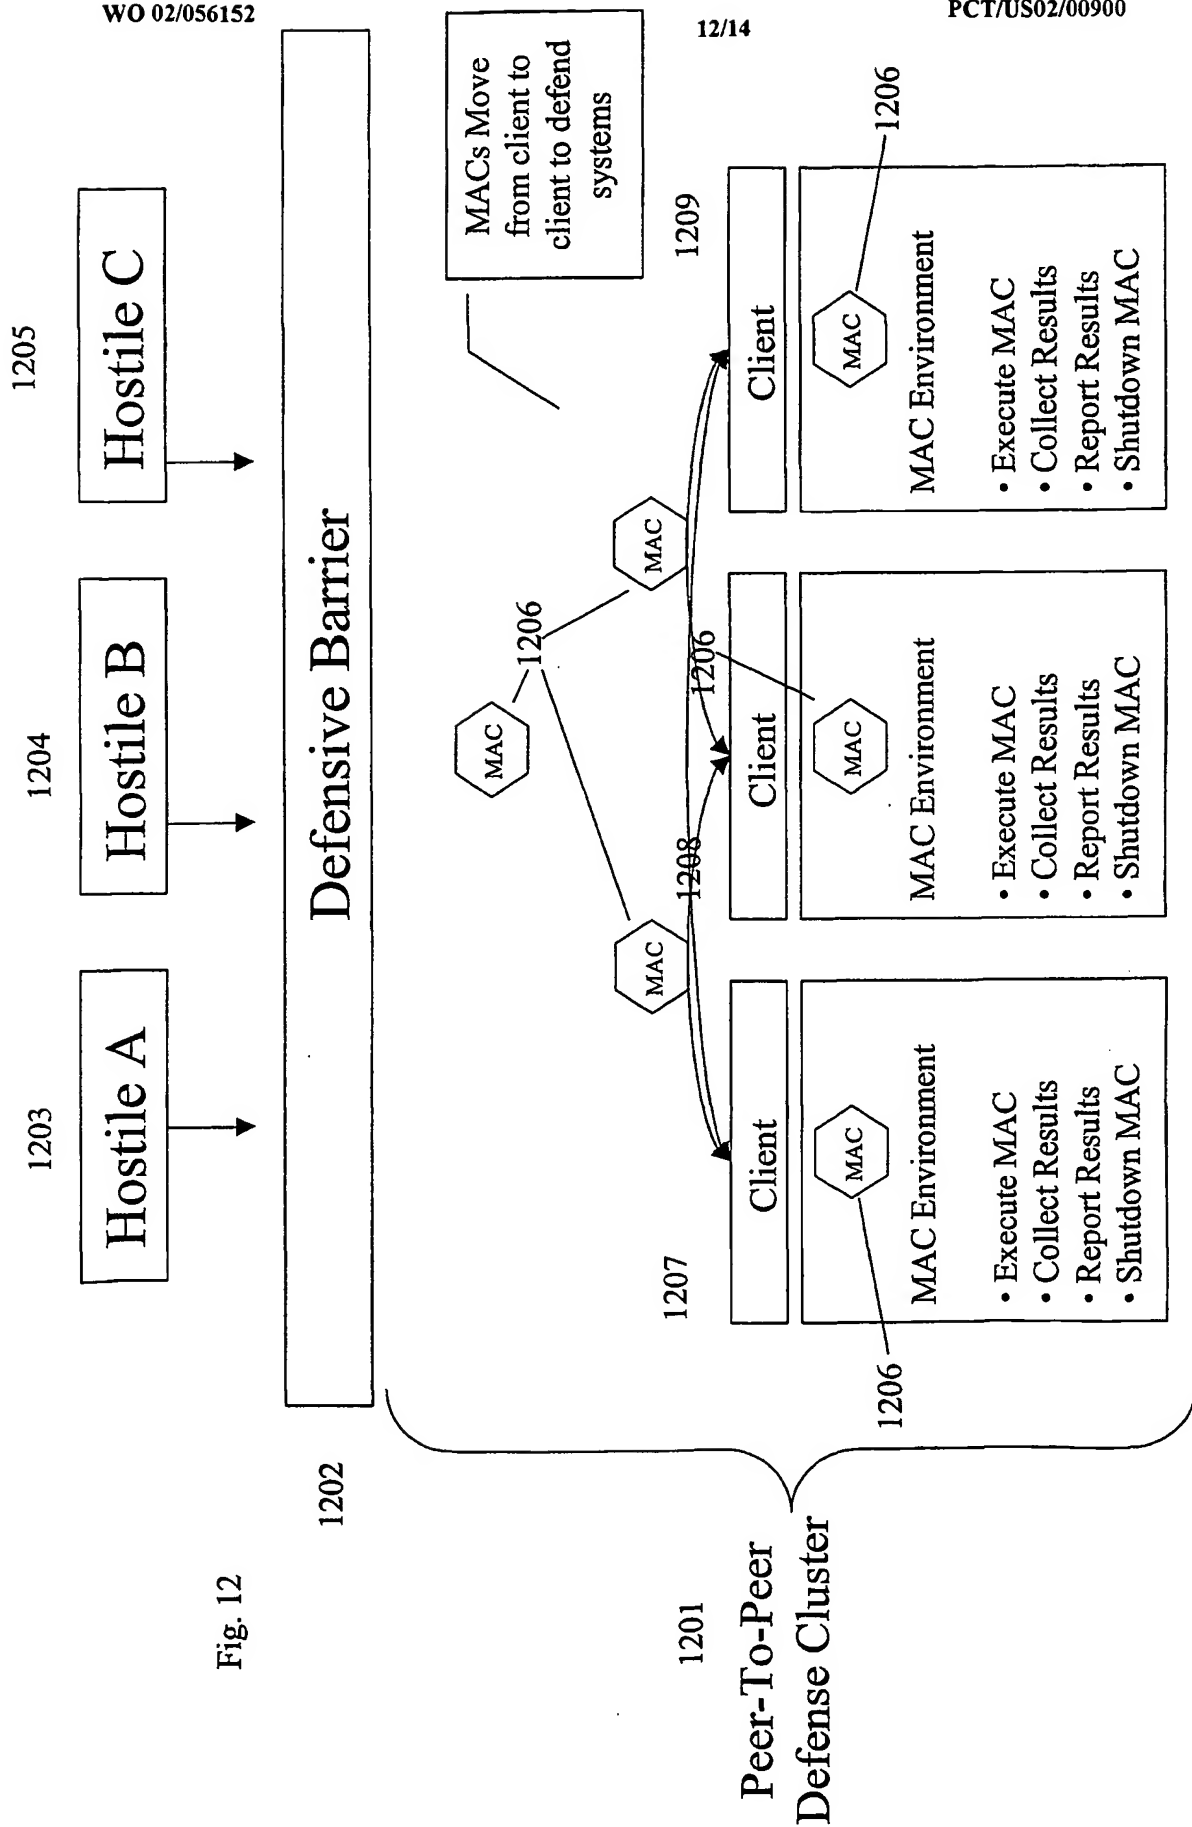 WO 02/056152
PCT/US02/00900
12/14
Fig. 12
1203
1204
1205
Hostile A
Hostile B
Hostile C
1202
Defensive Barrier
MACs Move
from client to
client to defend
systems
MAC
1206
MAC
MAC
1201
Peer-To-Peer
Defense Cluster
1207
1208
1206
1209
Client
Client
Client
1206
MAC
MAC
MAC
1206
MAC Environment
• Execute MAC
• Collect Results
• Report Results
• Shutdown MAC
MAC Environment
• Execute MAC
• Collect Results
• Report Results
• Shutdown MAC
MAC Environment
• Execute MAC
• Collect Results
• Report Results
• Shutdown MAC